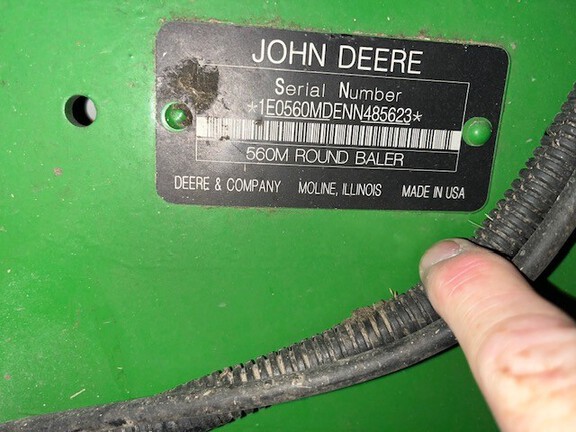 JOHN DEERE
Serial Number
*1E0560MDENN485623*
560M ROUND BALER
DEERE & COMPANY MOLINE, ILLINOIS MADE IN USA